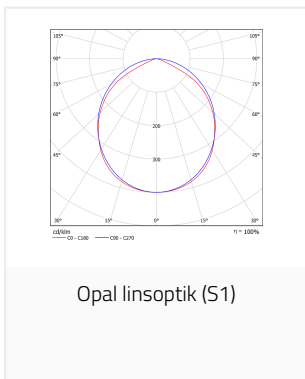 105° 105°
90° 90°
75° 75°
60° 60°
200
45° 45°
300
30° 15° 0° 15° 30°
cd/klm η = 100%
C0 - C180 C90 - C270
Opal linsoptik (S1)